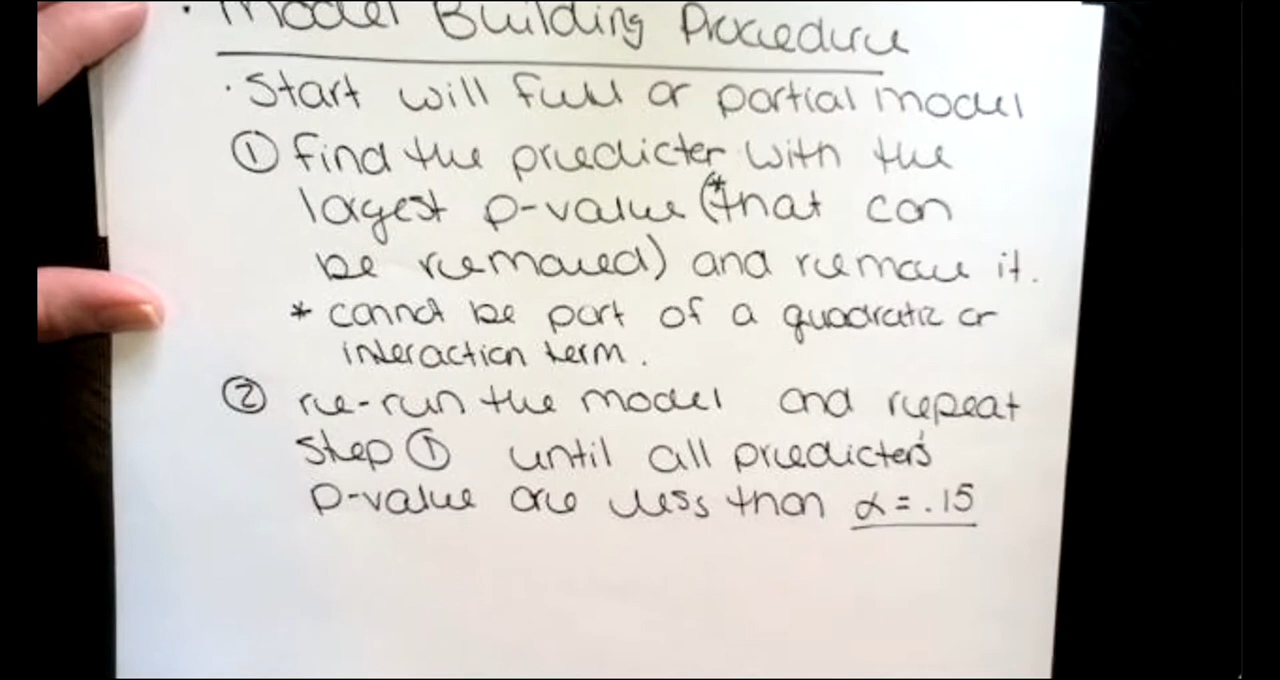 · Model Building Procedure
· Start will full or partial model
① find the predicter with the
largest p-value (*that can
be removed) and remove it.
* cannot be part of a quadratic or
interaction term.
② re-run the model and repeat
step ① until all predicters'
p-value are less than α = .15